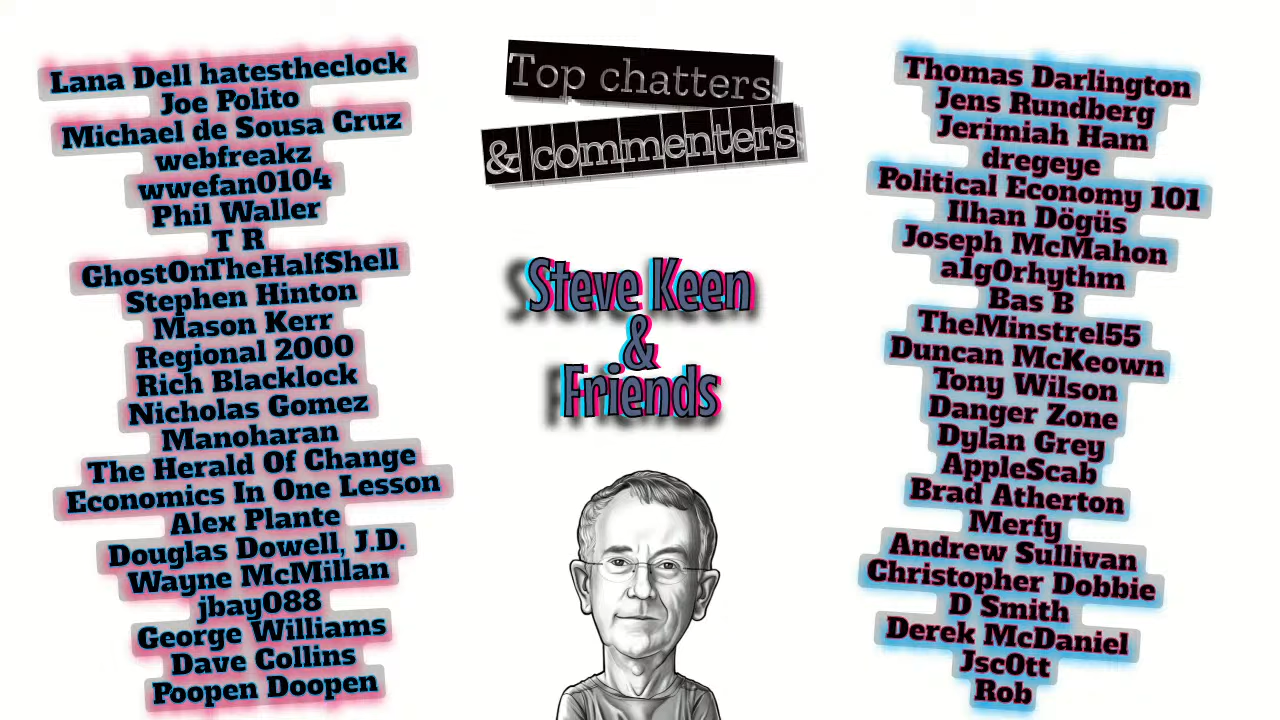 Lana Dell hatestheclock
Joe Polito
Michael de Sousa Cruz
webfreakz
wwefan0104
Phil Waller
T R
GhostOnTheHalfShell
Stephen Hinton
Mason Kerr
Regional 2000
Rich Blacklock
Nicholas Gomez
Manoharan
The Herald Of Change
Economics In One Lesson
Alex Plante
Douglas Dowell, J.D.
Wayne McMillan
jbay088
George Williams
Dave Collins
Poopen Doopen
Top chatters
& commenters
Steve Keen
&
Friends
Thomas Darlington
Jens Rundberg
Jerimiah Ham
dregeye
Political Economy 101
Ilhan Dögüs
Joseph McMahon
a1g0rhythm
Bas B
TheMinstrel55
Duncan McKeown
Tony Wilson
Danger Zone
Dylan Grey
AppleScab
Brad Atherton
Merfy
Andrew Sullivan
Christopher Dobbie
D Smith
Derek McDaniel
Jsc0tt
Rob